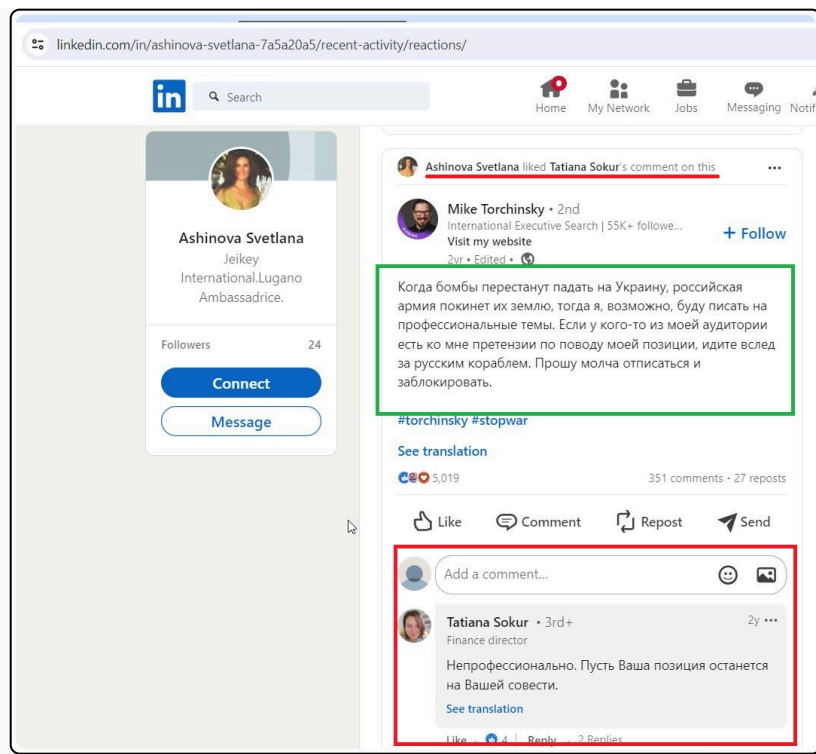 linkedin.com/in/ashinova-svetlana-7a5a20a5/recent-activity/reactions/
in
Search
Home
My Network
Jobs
Messaging
Ashinova Svetlana
Jeikey
International.Lugano
Ambassadrice.
Followers 24
Connect
Message
Ashinova Svetlana liked Tatiana Sokur's comment on this
Mike Torchinsky • 2nd
International Executive Search | 55K+ followe...
Visit my website
2yr • Edited •
+ Follow
Когда бомбы перестанут падать на Украину, российская
армия покинет их землю, тогда я, возможно, буду писать на
профессиональные темы. Если у кого-то из моей аудитории
есть ко мне претензии по поводу моей позиции, идите вслед
за русским кораблем. Прошу молча отписаться и
заблокировать.
#torchinsky #stopwar
See translation
5,019
351 comments • 27 reposts
Like
Comment
Repost
Send
Add a comment...
Tatiana Sokur • 3rd+
2y
Finance director
Непрофессионально. Пусть Ваша позиция останется
на Вашей совести.
See translation
Like · 4 | Reply · 2 Replies